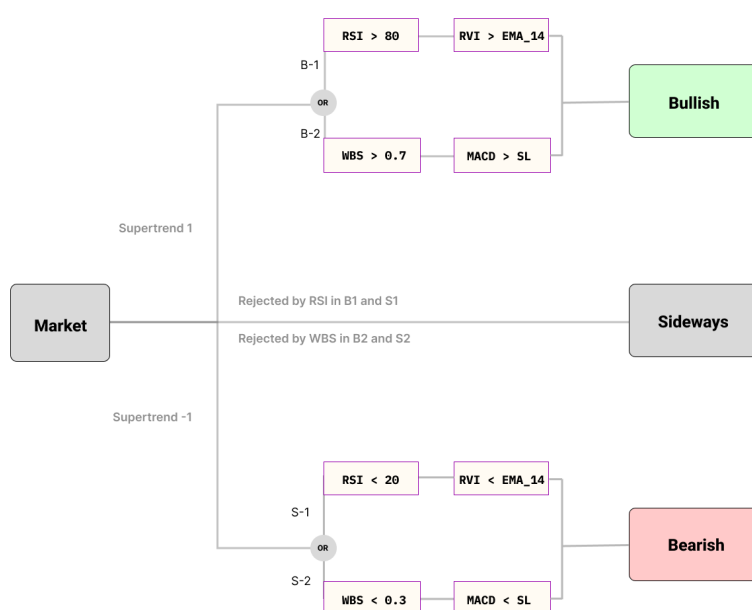 RSI > 80
RVI > EMA_14
B-1
OR
Bullish
B-2
WBS > 0.7
MACD > SL
Supertrend 1
Rejected by RSI in B1 and S1
Market
Sideways
Rejected by WBS in B2 and S2
Supertrend -1
RSI < 20
RVI < EMA_14
S-1
OR
Bearish
S-2
WBS < 0.3
MACD < SL